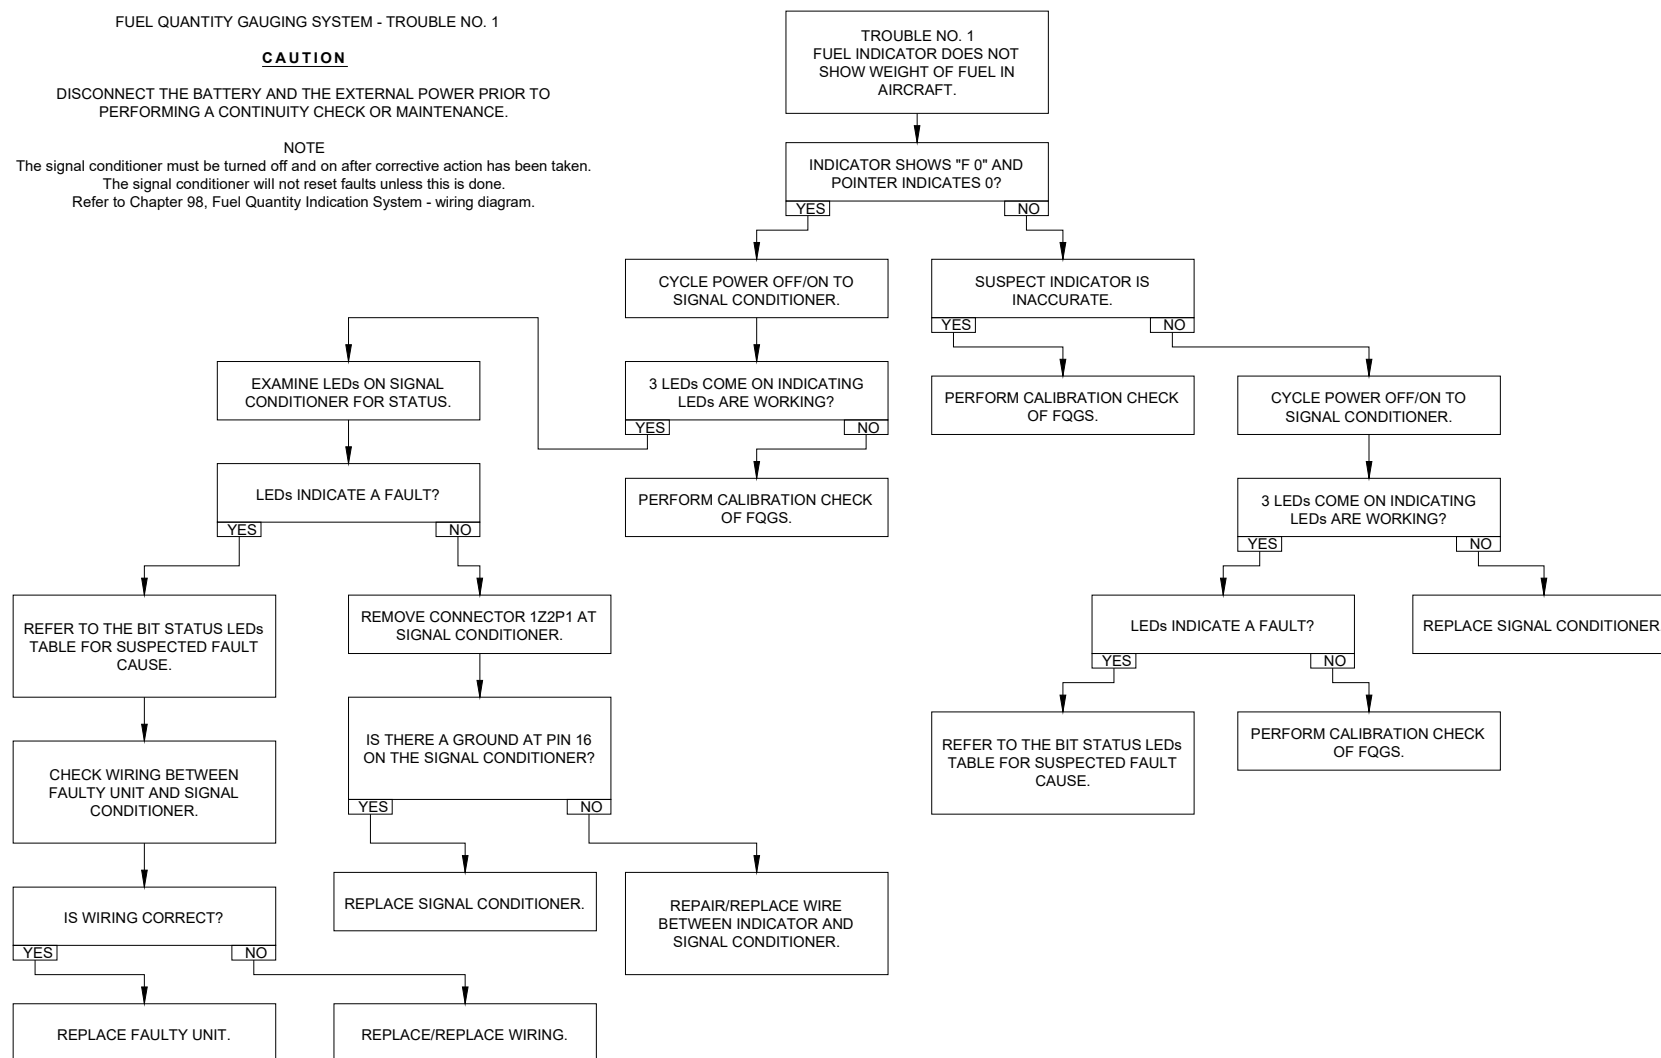 FUEL QUANTITY GAUGING SYSTEM - TROUBLE NO. 1
CAUTION
DISCONNECT THE BATTERY AND THE EXTERNAL POWER PRIOR TO
PERFORMING A CONTINUITY CHECK OR MAINTENANCE.
NOTE
The signal conditioner must be turned off and on after corrective action has been taken.
The signal conditioner will not reset faults unless this is done.
Refer to Chapter 98, Fuel Quantity Indication System - wiring diagram.
TROUBLE NO. 1
FUEL INDICATOR DOES NOT
SHOW WEIGHT OF FUEL IN
AIRCRAFT.
INDICATOR SHOWS "F 0" AND
POINTER INDICATES 0?
YES
NO
CYCLE POWER OFF/ON TO
SIGNAL CONDITIONER.
SUSPECT INDICATOR IS
INACCURATE.
YES
NO
EXAMINE LEDs ON SIGNAL
CONDITIONER FOR STATUS.
3 LEDs COME ON INDICATING
LEDs ARE WORKING?
YES
NO
PERFORM CALIBRATION CHECK
OF FQGS.
CYCLE POWER OFF/ON TO
SIGNAL CONDITIONER.
LEDs INDICATE A FAULT?
YES
NO
PERFORM CALIBRATION CHECK
OF FQGS.
3 LEDs COME ON INDICATING
LEDs ARE WORKING?
YES
NO
REFER TO THE BIT STATUS LEDs
TABLE FOR SUSPECTED FAULT
CAUSE.
REMOVE CONNECTOR 1Z2P1 AT
SIGNAL CONDITIONER.
LEDs INDICATE A FAULT?
YES
NO
REPLACE SIGNAL CONDITIONER.
CHECK WIRING BETWEEN
FAULTY UNIT AND SIGNAL
CONDITIONER.
IS THERE A GROUND AT PIN 16
ON THE SIGNAL CONDITIONER?
YES
NO
REFER TO THE BIT STATUS LEDs
TABLE FOR SUSPECTED FAULT
CAUSE.
PERFORM CALIBRATION CHECK
OF FQGS.
IS WIRING CORRECT?
YES
NO
REPLACE SIGNAL CONDITIONER.
REPAIR/REPLACE WIRE
BETWEEN INDICATOR AND
SIGNAL CONDITIONER.
REPLACE FAULTY UNIT.
REPLACE/REPLACE WIRING.